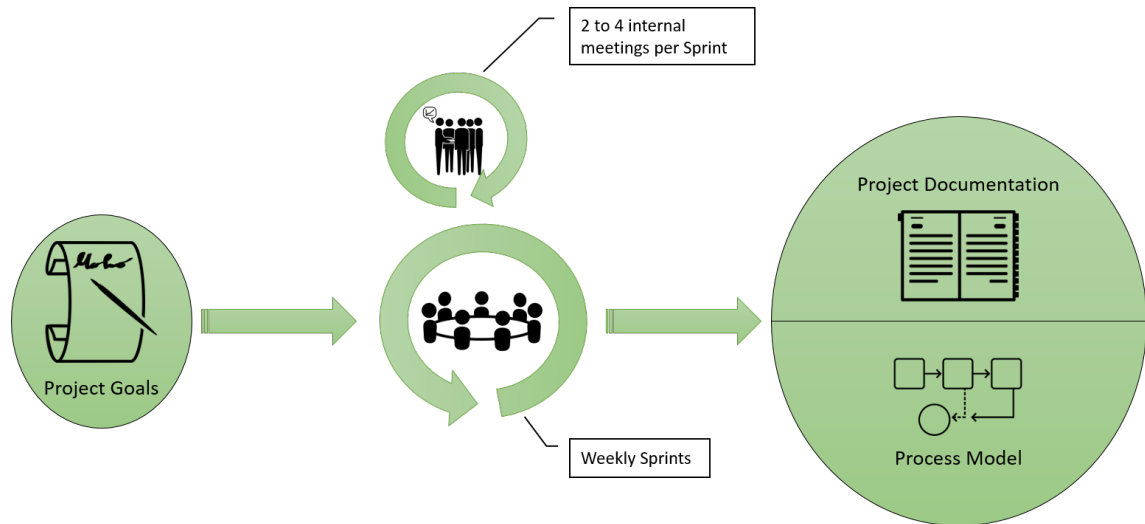 2 to 4 internal
meetings per Sprint
Project Documentation
Project Goals
Weekly Sprints
Process Model